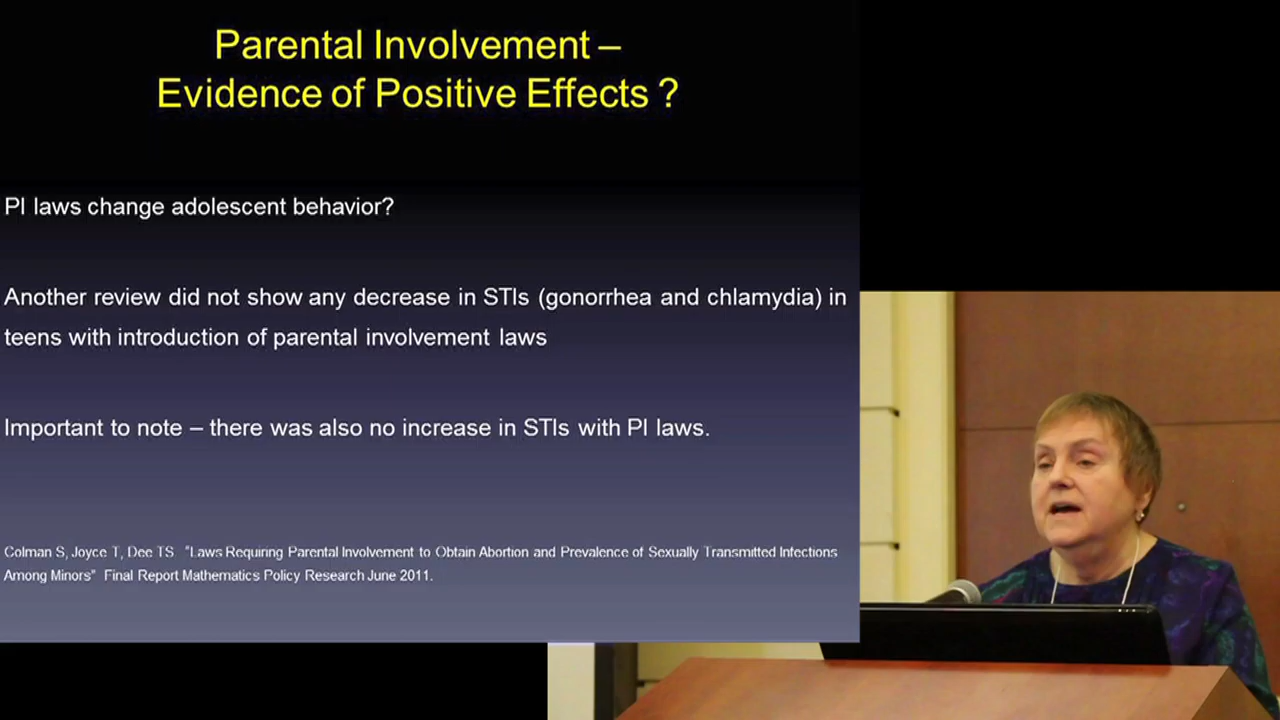 Parental Involvement –
Evidence of Positive Effects ?
PI laws change adolescent behavior?
Another review did not show any decrease in STIs (gonorrhea and chlamydia) in
teens with introduction of parental involvement laws
Important to note – there was also no increase in STIs with PI laws.
Colman S, Joyce T, Dee TS "Laws Requiring Parental Involvement to Obtain Abortion and Prevalence of Sexually Transmitted Infections
Among Minors" Final Report Mathematics Policy Research June 2011.